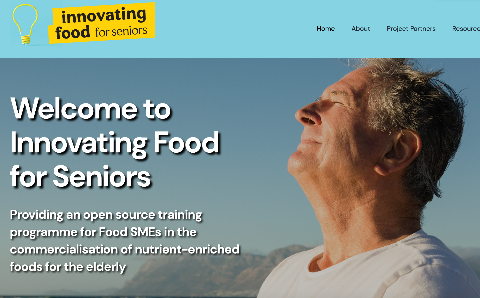 innovating
food for seniors
Home About Project Partners Resourc
Welcome to
Innovating Food
for Seniors
Providing an open source training
programme for Food SMEs in the
commercialisation of nutrient-enriched
foods for the elderly